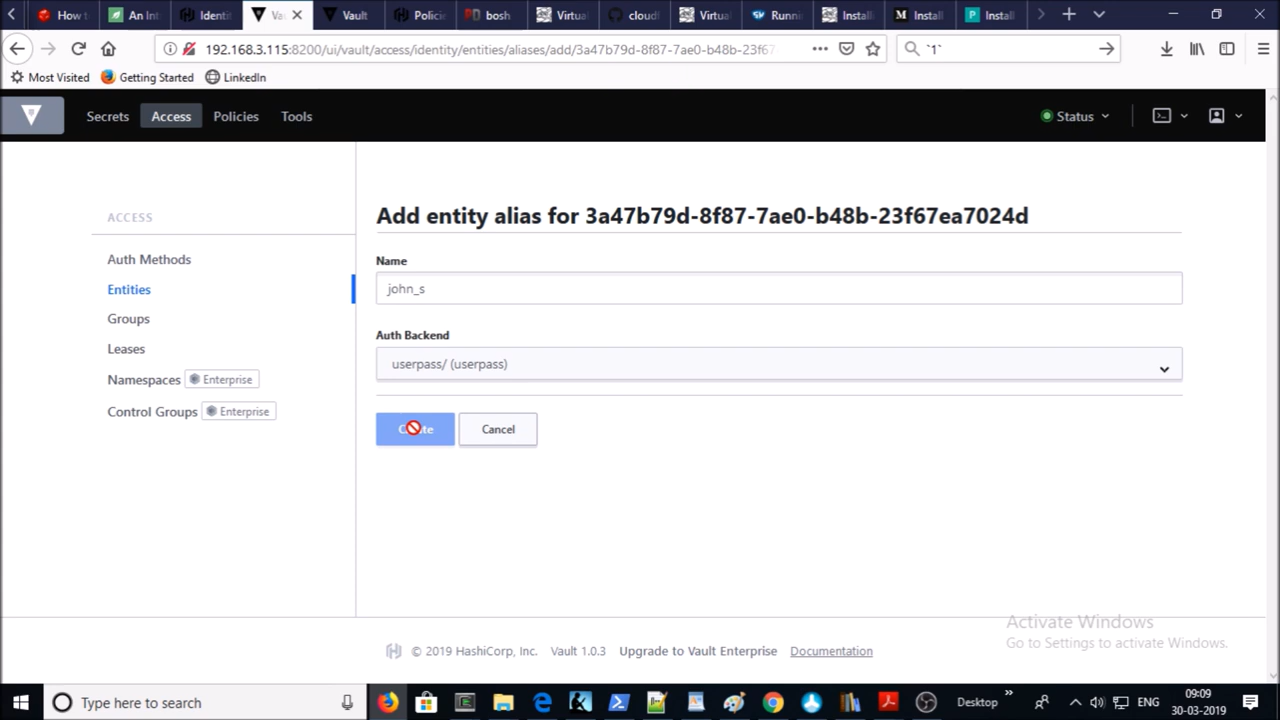 How t
An Int
Identi
Va
Vault
Policie
bosh
Virtua
cloudf
Virtua
Runni
Install
Install
Install
192.168.3.115:8200/ui/vault/access/identity/entities/aliases/add/3a47b79d-8f87-7ae0-b48b-23f67
`1`
Most Visited
Getting Started
LinkedIn
Secrets
Access
Policies
Tools
Status
ACCESS
Auth Methods
Entities
Groups
Leases
Namespaces
Enterprise
Control Groups
Enterprise
Add entity alias for 3a47b79d-8f87-7ae0-b48b-23f67ea7024d
Name
john_s
Auth Backend
userpass/ (userpass)
Cancel
Activate Windows
Go to Settings to activate Windows.
© 2019 HashiCorp, Inc.
Vault 1.0.3
Upgrade to Vault Enterprise
Documentation
Type here to search
Desktop
ENG
09:09
30-03-2019